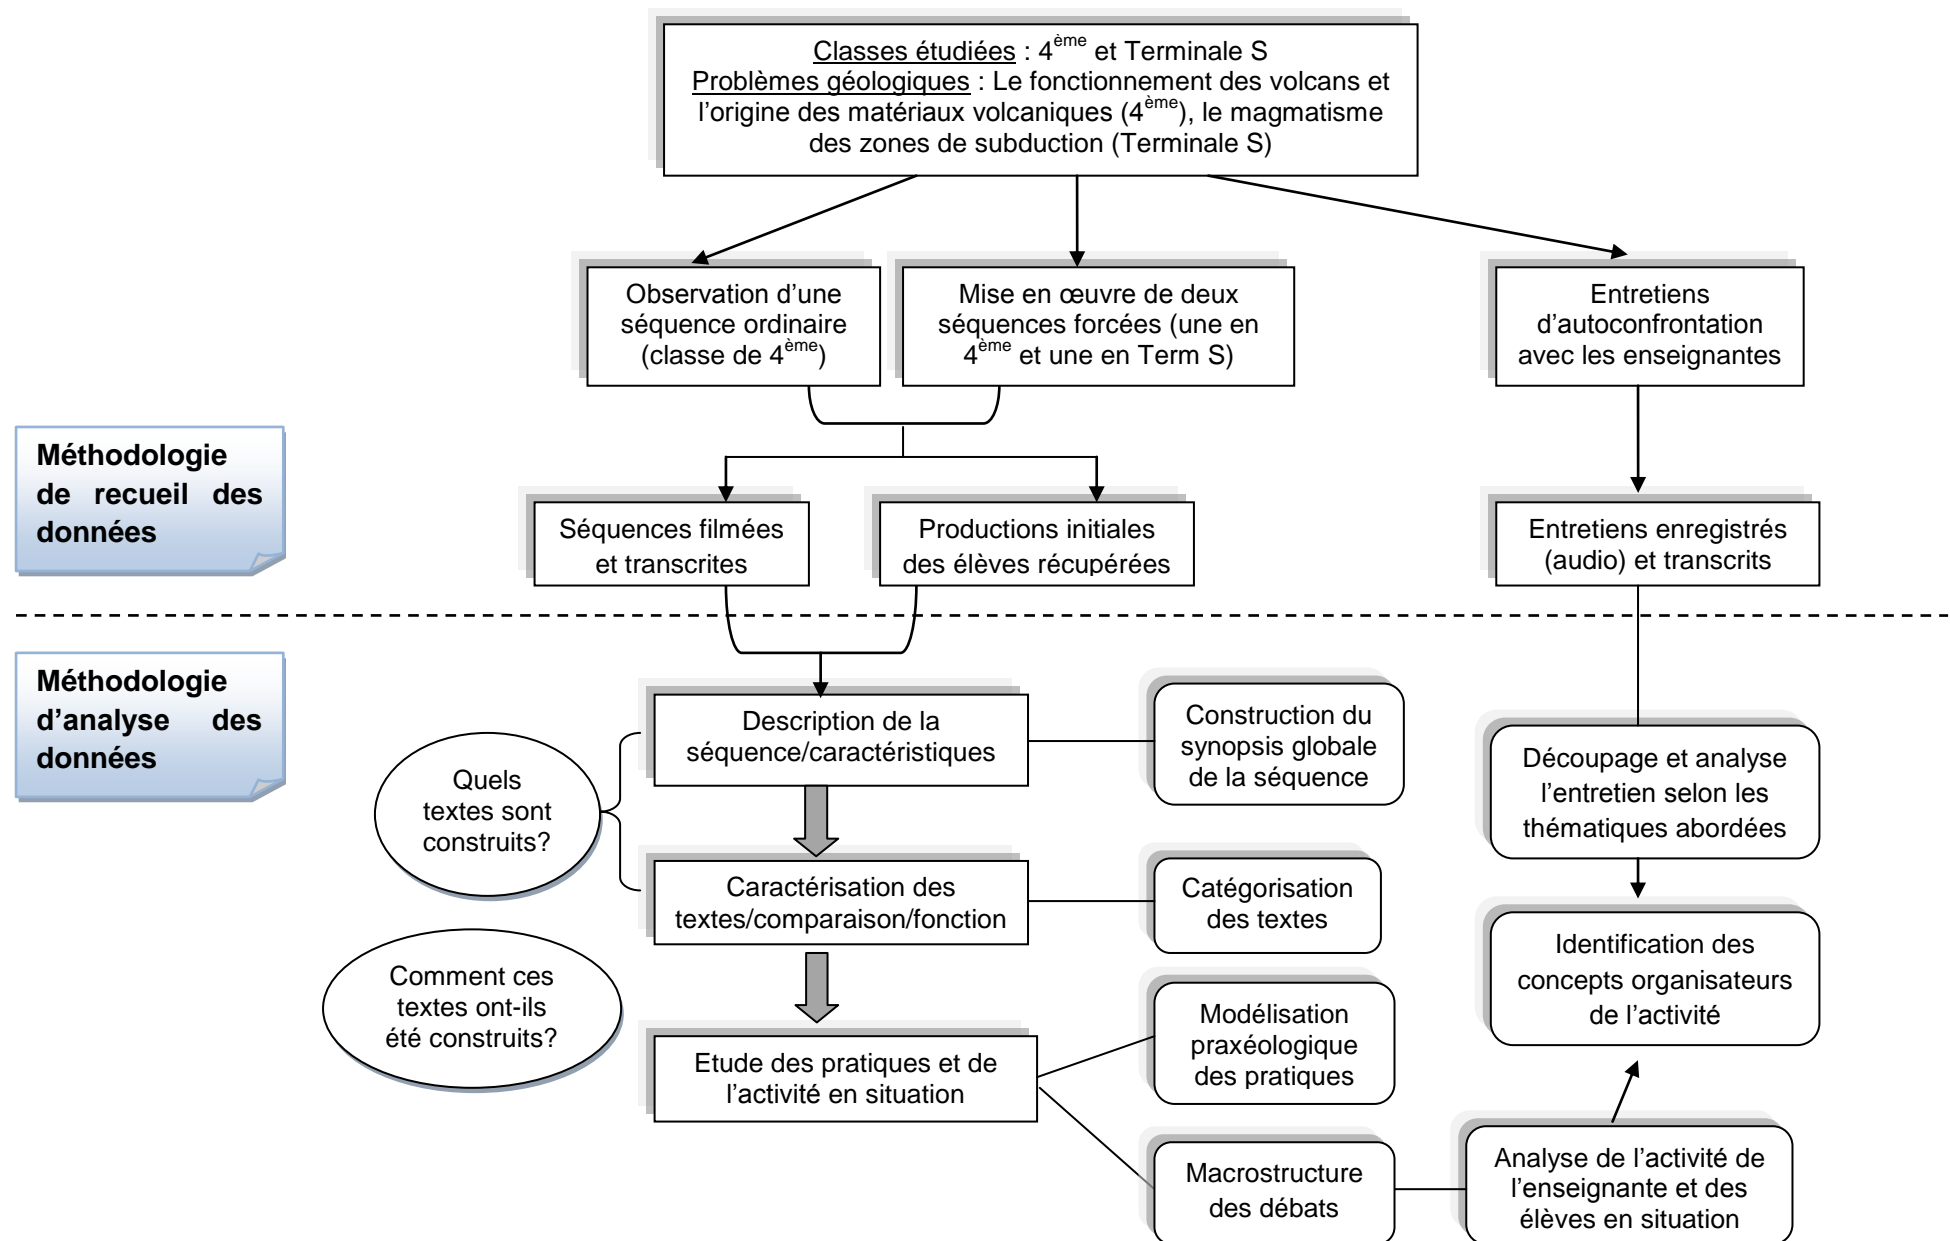 Classes étudiées : 4ème et Terminale S
Problèmes géologiques : Le fonctionnement des volcans et
l’origine des matériaux volcaniques (4ème), le magmatisme
des zones de subduction (Terminale S)
Observation d’une
séquence ordinaire
(classe de 4ème)
Mise en œuvre de deux
séquences forcées (une en
4ème et une en Term S)
Entretiens
d’autoconfrontation
avec les enseignantes
Méthodologie
de recueil des
données
Séquences filmées
et transcrites
Productions initiales
des élèves récupérées
Entretiens enregistrés
(audio) et transcrits
Méthodologie
d’analyse des
données
Description de la
séquence/caractéristiques
Construction du
synopsis globale
de la séquence
Découpage et analyse
l’entretien selon les
thématiques abordées
Quels
textes sont
construits?
Caractérisation des
textes/comparaison/fonction
Catégorisation
des textes
Identification des
concepts organisateurs
de l’activité
Comment ces
textes ont-ils
été construits?
Etude des pratiques et de
l’activité en situation
Modélisation
praxéologique
des pratiques
Macrostructure
des débats
Analyse de l’activité de
l’enseignante et des
élèves en situation